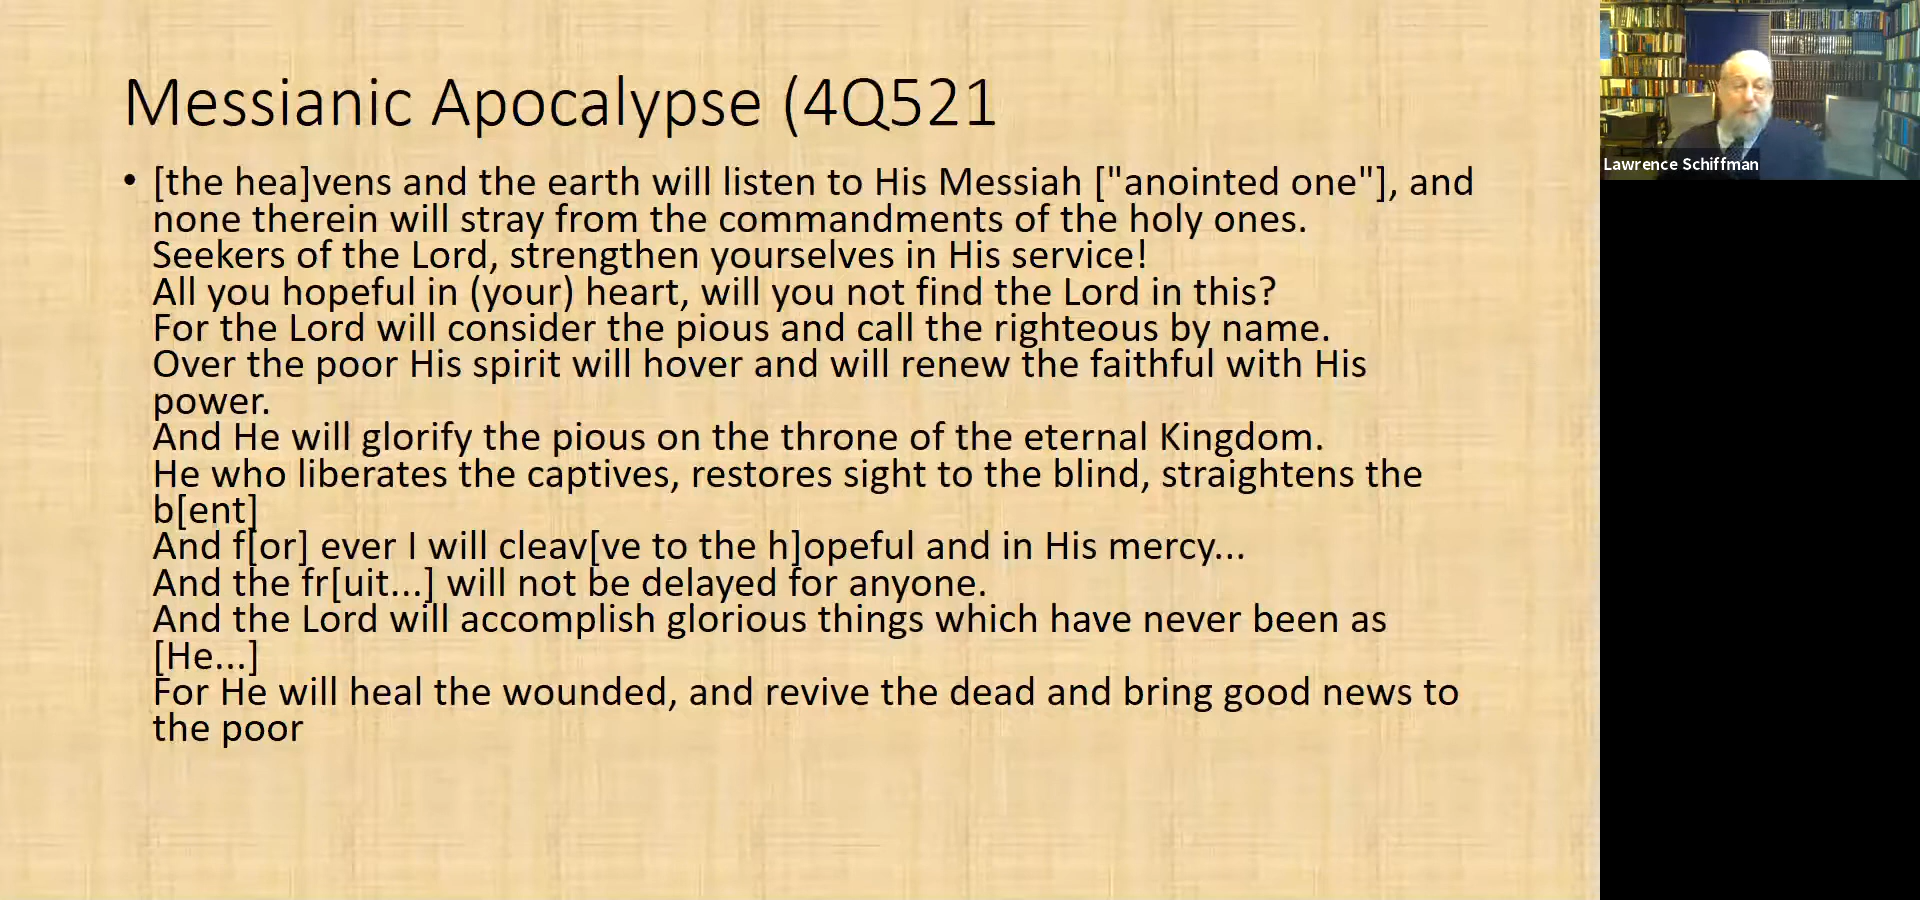 Messianic Apocalypse (4Q521
• [the hea]vens and the earth will listen to His Messiah ["anointed one"], and
none therein will stray from the commandments of the holy ones.
Seekers of the Lord, strengthen yourselves in His service!
All you hopeful in (your) heart, will you not find the Lord in this?
For the Lord will consider the pious and call the righteous by name.
Over the poor His spirit will hover and will renew the faithful with His
power.
And He will glorify the pious on the throne of the eternal Kingdom.
He who liberates the captives, restores sight to the blind, straightens the
b[ent]
And f[or] ever I will cleav[ve to the h]opeful and in His mercy...
And the fr[uit...] will not be delayed for anyone.
And the Lord will accomplish glorious things which have never been as
[He...]
For He will heal the wounded, and revive the dead and bring good news to
the poor
Lawrence Schiffman